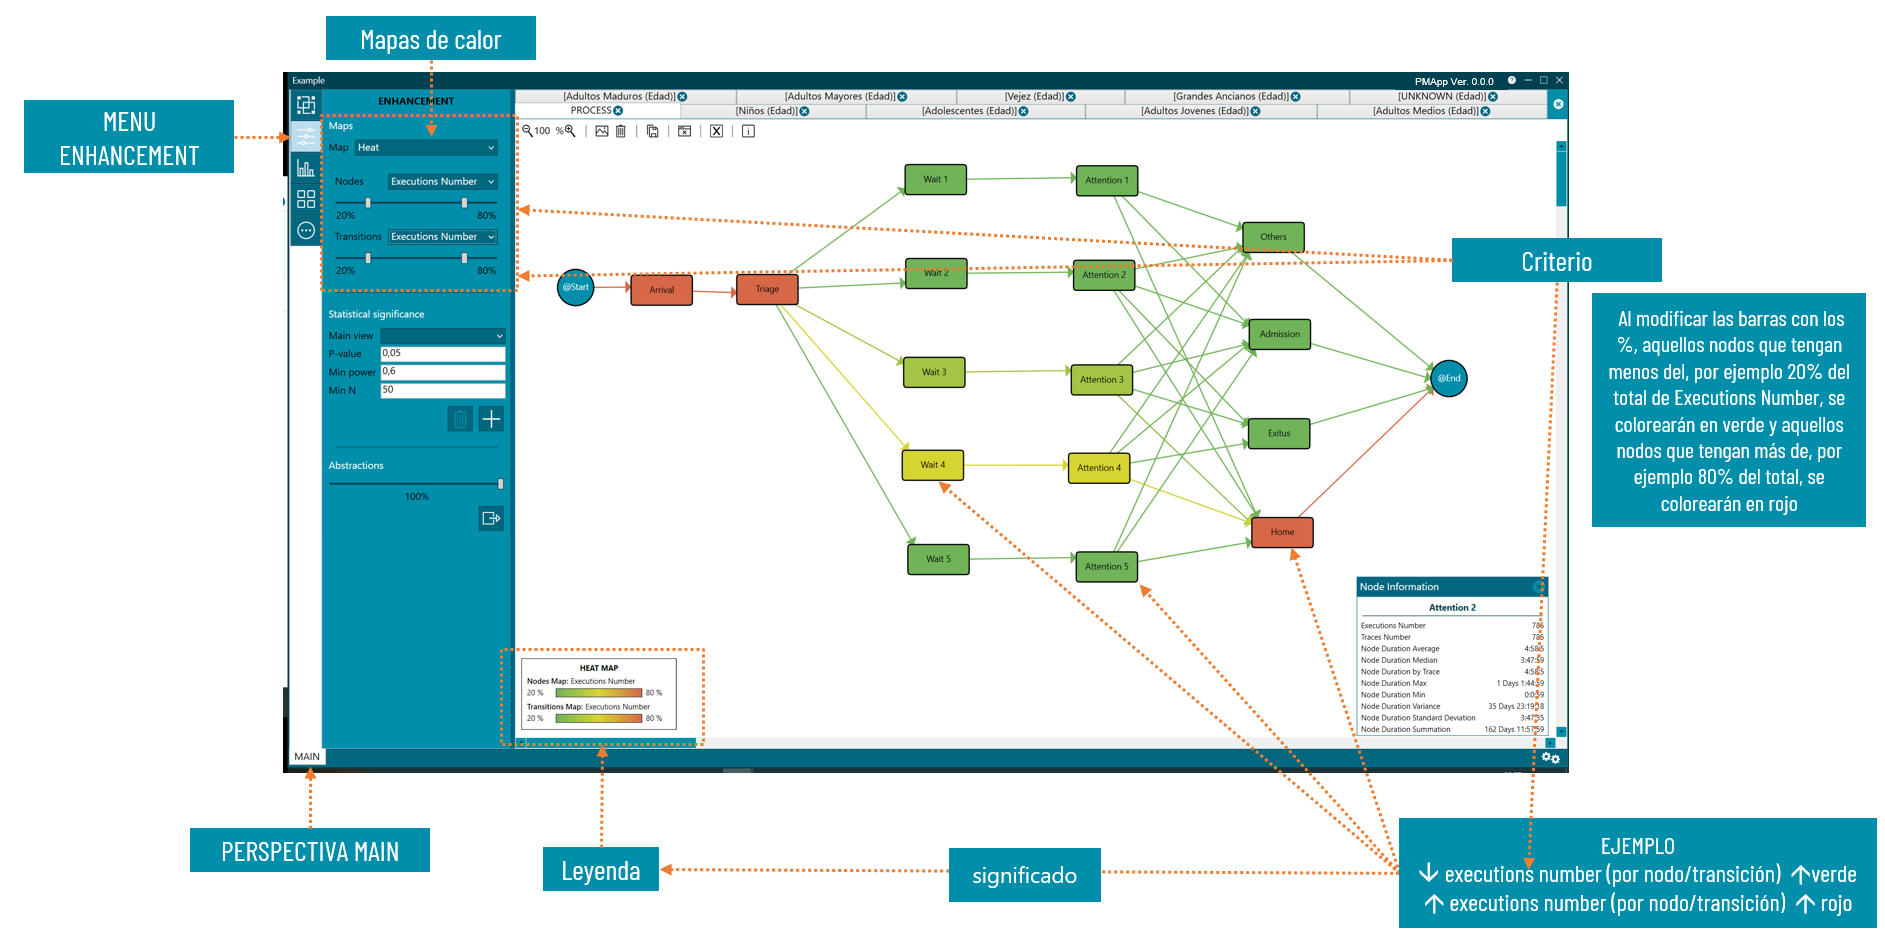 Mapas de calor
Example
PMApp Ver. 0.0.0
MENU
ENHANCEMENT
ENHANCEMENT
Maps
Map Heat
Nodes Executions Number
20% 80%
Transitions Executions Number
20% 80%
Statistical significance
Main view
P-value 0,05
Min power 0,6
Min N 50
Abstractions
100%
[Adultos Maduros (Edad)] [Adultos Mayores (Edad)] [Vejez (Edad)] [Grandes Ancianos (Edad)] [UNKNOWN (Edad)]
PROCESS [Niños (Edad)] [Adolescentes (Edad)] [Adultos Jovenes (Edad)] [Adultos Medios (Edad)]
100 %
Wait 1
Attention 1
Others
Wait 2
Attention 2
@Start
Arrival
Triage
Admission
Wait 3
Attention 3
@End
Exitus
Wait 4
Attention 4
Home
Wait 5
Attention 5
Criterio
Al modificar las barras con los
%, aquellos nodos que tengan
menos del, por ejemplo 20% del
total de Executions Number, se
colorearán en verde y aquellos
nodos que tengan más de, por
ejemplo 80% del total, se
colorearán en rojo
Node Information
Attention 2
Executions Number 785
Traces Number 785
Node Duration Average
Node Duration Median 3:47:59
Node Duration by Trace
Node Duration Max 1 Days 1:44:59
Node Duration Min 0:0:59
Node Duration Variance 35 Days 23:19:18
Node Duration Standard Deviation 3:47:35
Node Duration Summation 162 Days 11:57:59
HEAT MAP
Nodes Map: Executions Number
20 % 80 %
Transitions Map: Executions Number
20 % 80 %
MAIN
PERSPECTIVA MAIN
Leyenda
significado
EJEMPLO
↓ executions number (por nodo/transición) ↑verde
↑ executions number (por nodo/transición) ↑ rojo